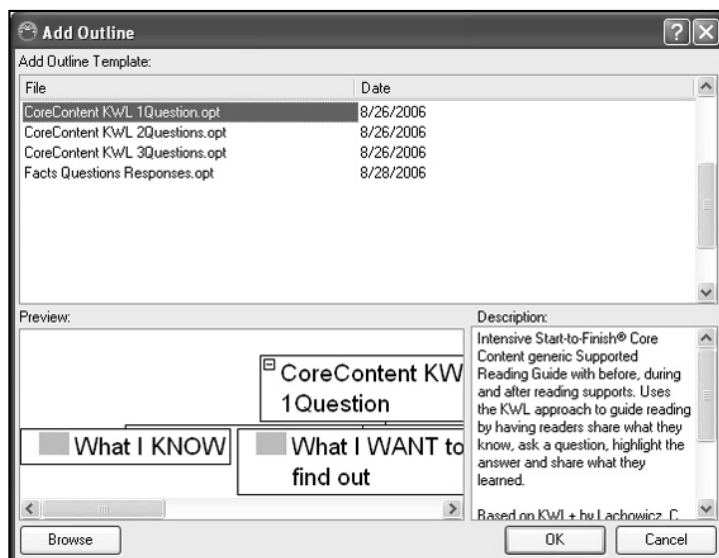 Add Outline
Add Outline Template:
File Date
CoreContent KWL 1Question.opt 8/26/2006
CoreContent KWL 2Questions.opt 8/26/2006
CoreContent KWL 3Questions.opt 8/26/2006
Facts Questions Responses.opt 8/28/2006
Preview:
CoreContent KW
1Question
What I KNOW
What I WANT to
find out
Description:
Intensive Start-to-Finish® Core
Content generic Supported
Reading Guide with before, during
and after reading supports. Uses
the KWL approach to guide reading
by having readers share what they
know, ask a question, highlight the
answer and share what they
learned.
Based on KWL+ by Lachowicz, C.
Browse
OK
Cancel